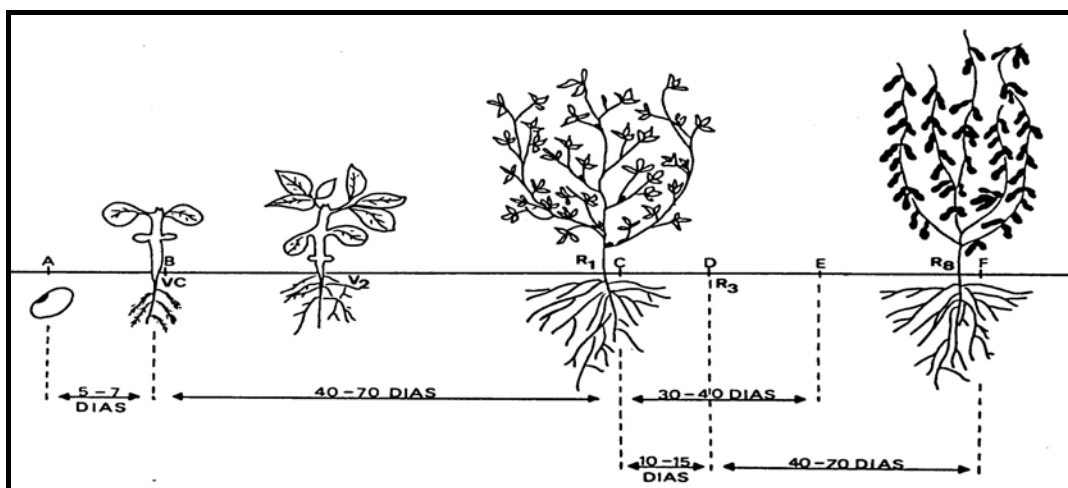 A
B
VC
V2
R1
C
D
R3
E
R8
F
5-7
DIAS
40-70 DIAS
30-40 DIAS
10-15
DIAS
40-70 DIAS